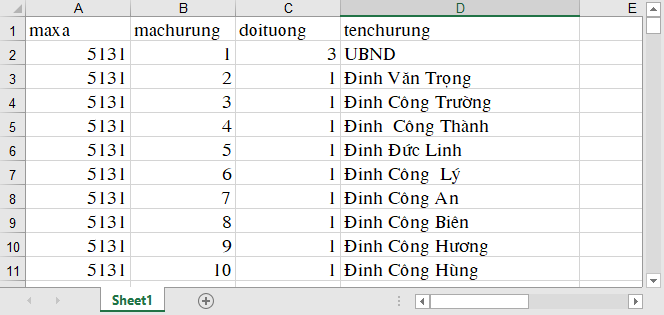 A B C D E
1 maxa machurung doituong tenchurung
2 5131 1 3 UBND
3 5131 2 1 Đinh Văn Trọng
4 5131 3 1 Đinh Công Trường
5 5131 4 1 Đinh Công Thành
6 5131 5 1 Đinh Đức Linh
7 5131 6 1 Đinh Công Lý
8 5131 7 1 Đinh Công An
9 5131 8 1 Đinh Công Biên
10 5131 9 1 Đinh Công Hương
11 5131 10 1 Đinh Công Hùng
Sheet1